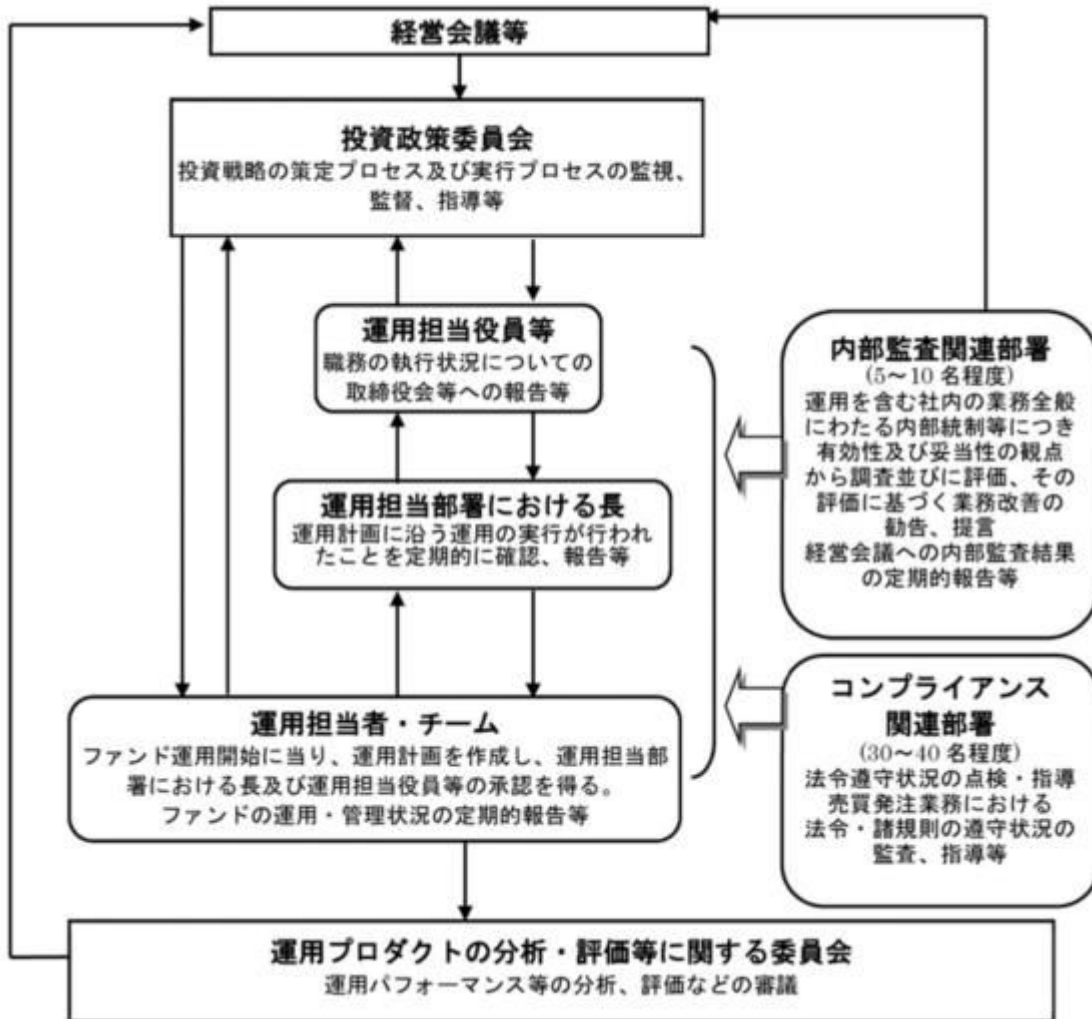 経営会議等
投資政策委員会
投資戦略の策定プロセス及び実行プロセスの監視、
監督、指導等
運用担当役員等
職務の執行状況についての
取締役会等への報告等
運用担当部署における長
運用計画に沿う運用の実行が行われ
たことを定期的に確認、報告等
運用担当者・チーム
ファンド運用開始に当り、運用計画を作成し、運用担当部
署における長及び運用担当役員等の承認を得る。
ファンドの運用・管理状況の定期的報告等
内部監査関連部署
(5～10 名程度)
運用を含む社内の業務全般
にわたる内部統制等につき
有効性及び妥当性の観点
から調査並びに評価、その
評価に基づく業務改善の
勧告、提言
経営会議への内部監査結果
の定期的報告等
コンプライアンス
関連部署
(30～40 名程度)
法令遵守状況の点検・指導
売買発注業務における
法令・諸規則の遵守状況の
監査、指導等
運用プロダクトの分析・評価等に関する委員会
運用パフォーマンス等の分析、評価などの審議